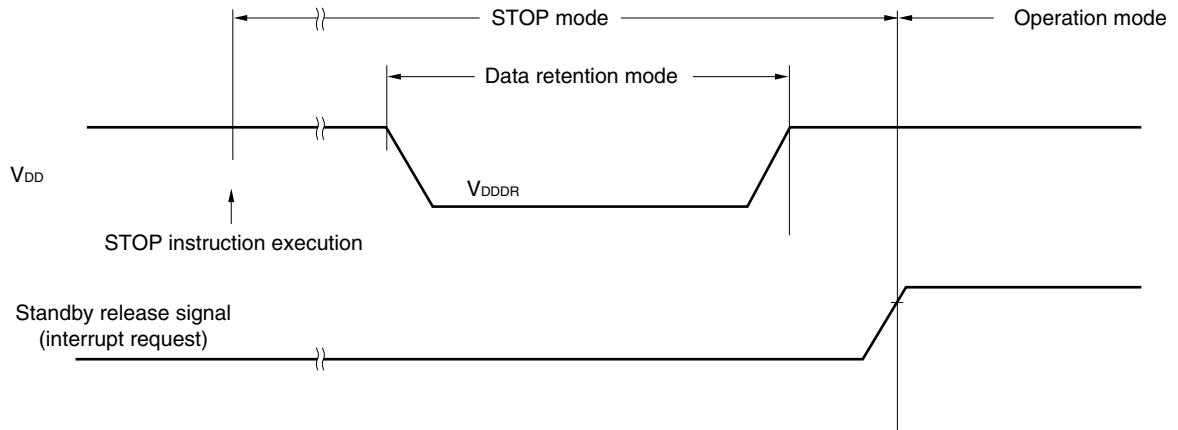 STOP mode
Operation mode
Data retention mode
VDD
VDDDR
STOP instruction execution
Standby release signal
(interrupt request)